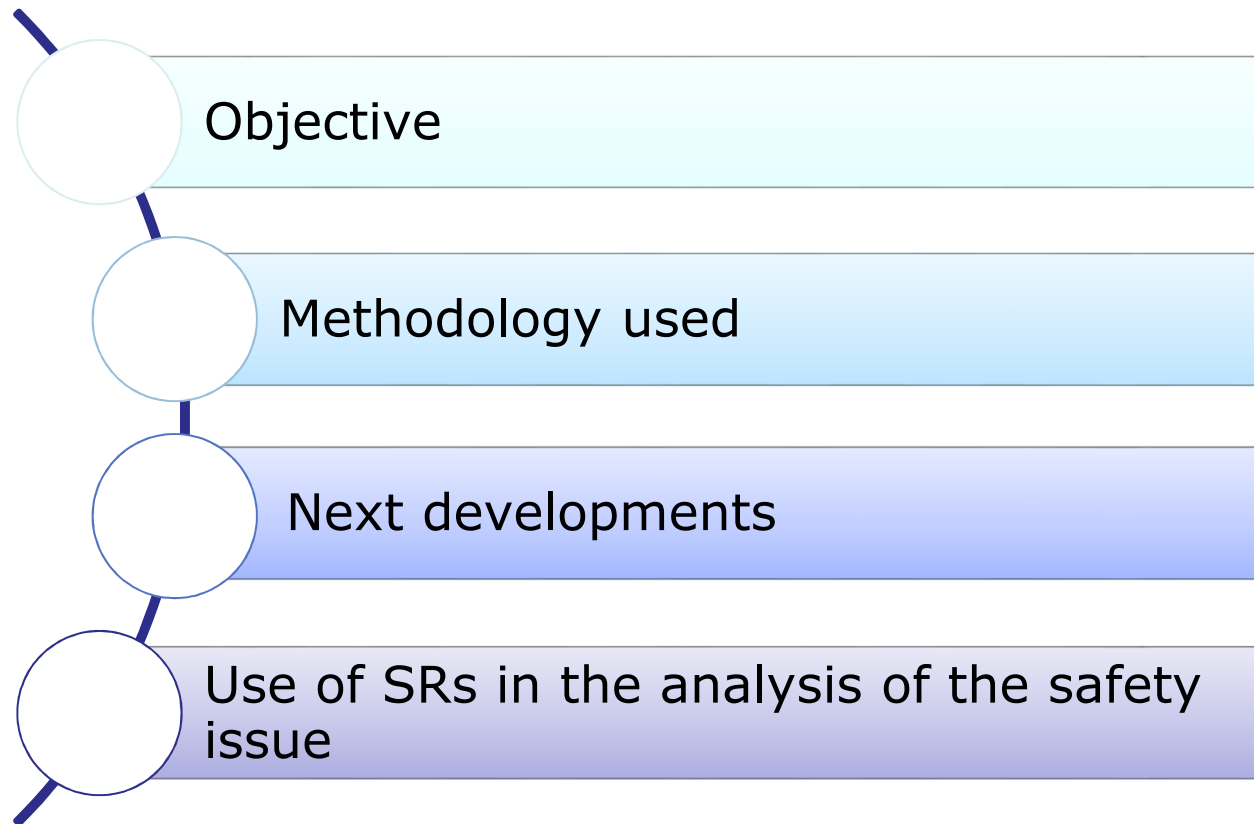 Objective
Methodology used
Next developments
Use of SRs in the analysis of the safety
issue